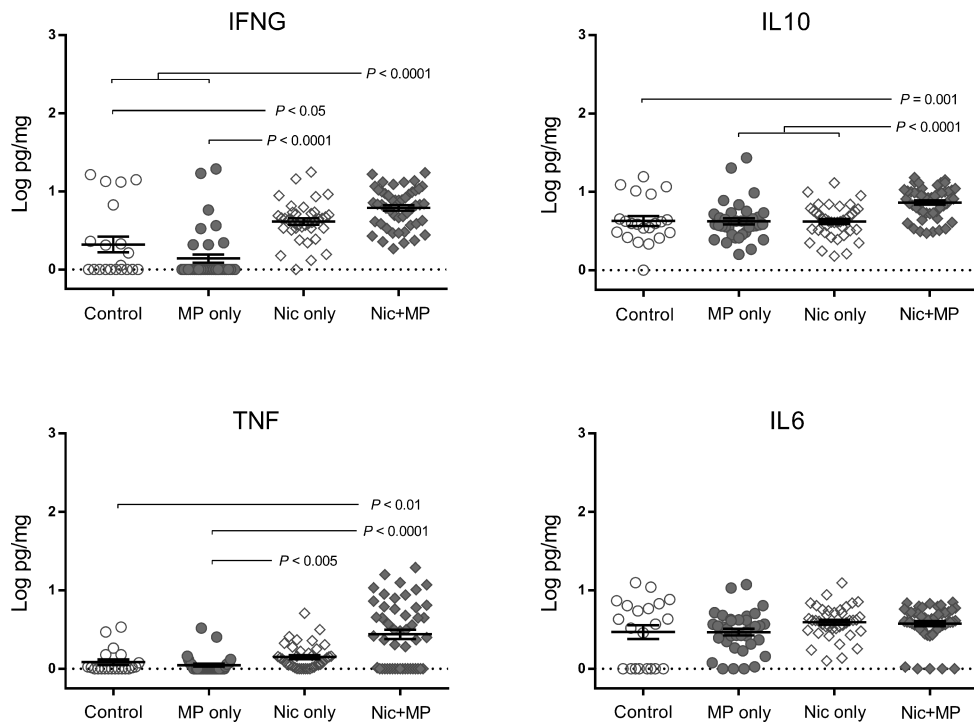 IFNG
3
2
1
0
Log pg/mg
P < 0.0001
P < 0.05
P < 0.0001
Control MP only Nic only Nic+MP
IL10
3
2
1
0
Log pg/mg
P = 0.001
P < 0.0001
Control MP only Nic only Nic+MP
TNF
3
2
1
0
Log pg/mg
P < 0.01
P < 0.0001
P < 0.005
Control MP only Nic only Nic+MP
IL6
3
2
1
0
Log pg/mg
Control MP only Nic only Nic+MP